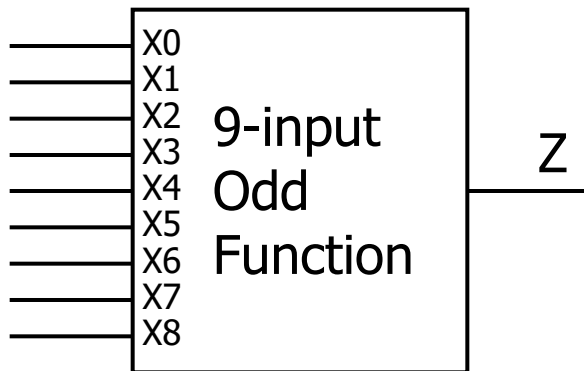 X0
X1
X2
X3
X4
X5
X6
X7
X8
9-input
Odd
Function
Z